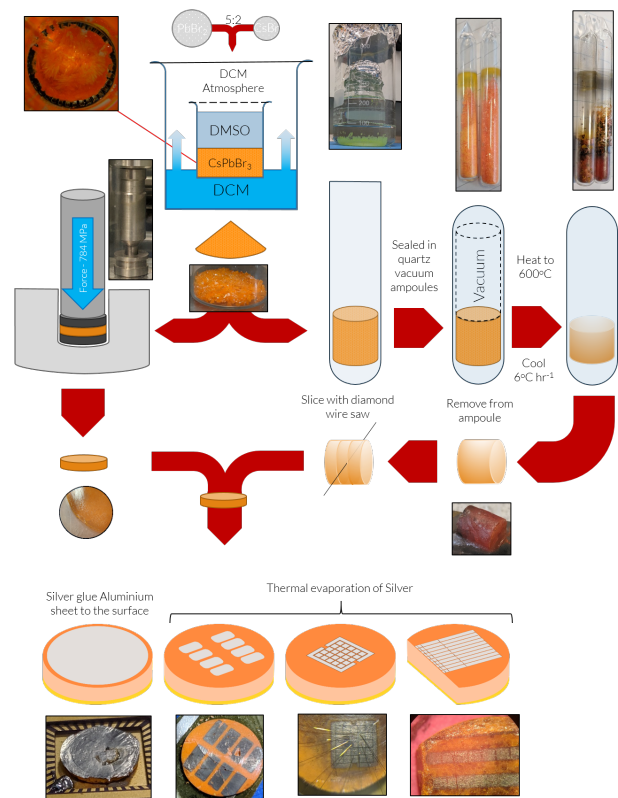 PbBr₂
5:2
CsBr
DCM
Atmosphere
DMSO
CsPbBr₃
DCM
200
100
Force - 784 MPa
Sealed in
quartz
vacuum
ampoules
Vacuum
Heat to
600°C
Cool
6°C hr⁻¹
Slice with diamond
wire saw
Remove from
ampoule
Silver glue Aluminium
sheet to the surface
Thermal evaporation of Silver